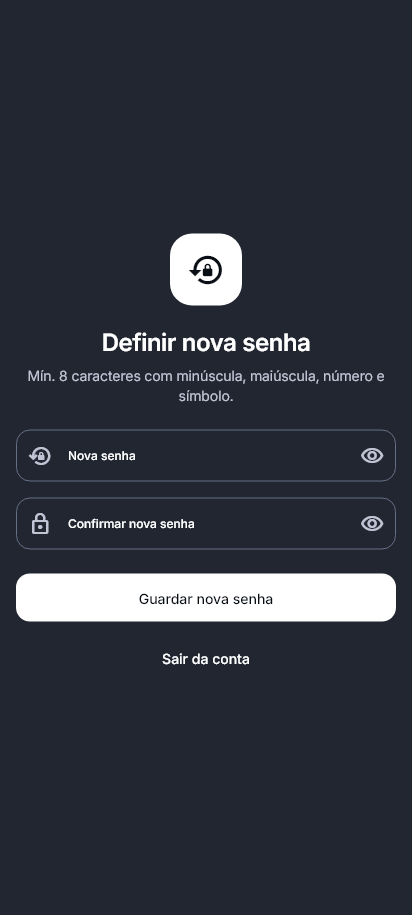 Definir nova senha
Mín. 8 caracteres com minúscula, maiúscula, número e
símbolo.
Nova senha
Confirmar nova senha
Guardar nova senha
Sair da conta